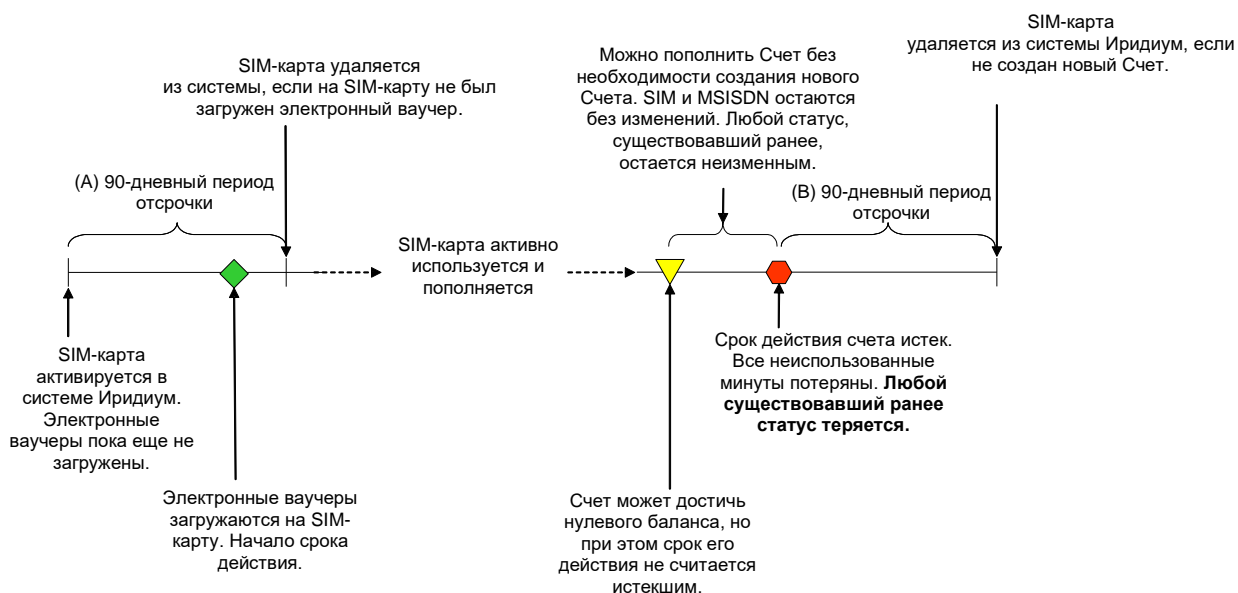 SIM-карта
удаляется из системы Иридиум, если
не создан новый Счет.
Можно пополнить Счет без
необходимости создания нового
Счета. SIM и MSISDN остаются
без изменений. Любой статус,
существовавший ранее,
остается неизменным.
SIM-карта удаляется
из системы, если на SIM-карту не был
загружен электронный ваучер.
(A) 90-дневный период
отсрочки
(B) 90-дневный период
отсрочки
SIM-карта активно
используется и
пополняется
SIM-карта
активируется в
системе Иридиум.
Электронные
ваучеры пока еще не
загружены.
Срок действия счета истек.
Все неиспользованные
минуты потеряны. Любой
существовавший ранее
статус теряется.
Электронные ваучеры
загружаются на SIM-
карту. Начало срока
действия.
Счет может достичь
нулевого баланса, но
при этом срок его
действия не считается
истекшим.